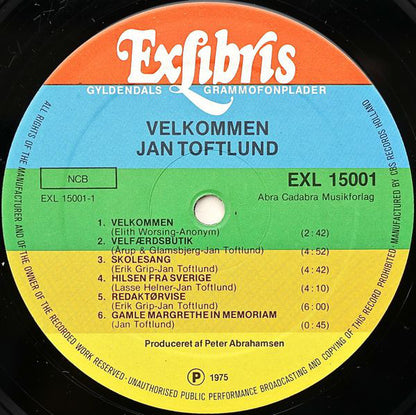 ExLibris
GYLDENDALS GRAMMOFONPLADER
VELKOMMEN
JAN TOFTLUND
NCB
EXL 15001-1
EXL 15001
Abra Cadabra Musikforlag
1. VELKOMMEN
(Elith Worsing-Anonym) (2:42)
2. VELFÆRDSBUTIK
(Arup & Glamsbjerg-Jan Toftlund) (4:52)
3. SKOLESANG
(Erik Grip-Jan Toftlund) (4:42)
4. HILSEN FRA SVERIGE
(Lasse Helner-Jan Toftlund) (2:10)
5. REDAKTØRVISE
(Erik Grip-Jan Toftlund) (6:00)
6. GAMLE MARGRETHE IN MEMORIAM
(Jan Toftlund) (0:45)
Produceret af Peter Abrahamsen
P 1975
ALL RIGHTS OF THE MANUFACTURER AND OF THE OWNER OF THE RECORDED WORK RESERVED-UNAUTHORISED PUBLIC PERFORMANCE BROADCASTING AND COPYING OF THIS RECORD PROHIBITED-MANUFACTURED BY CBS RECORDS HOLLAND